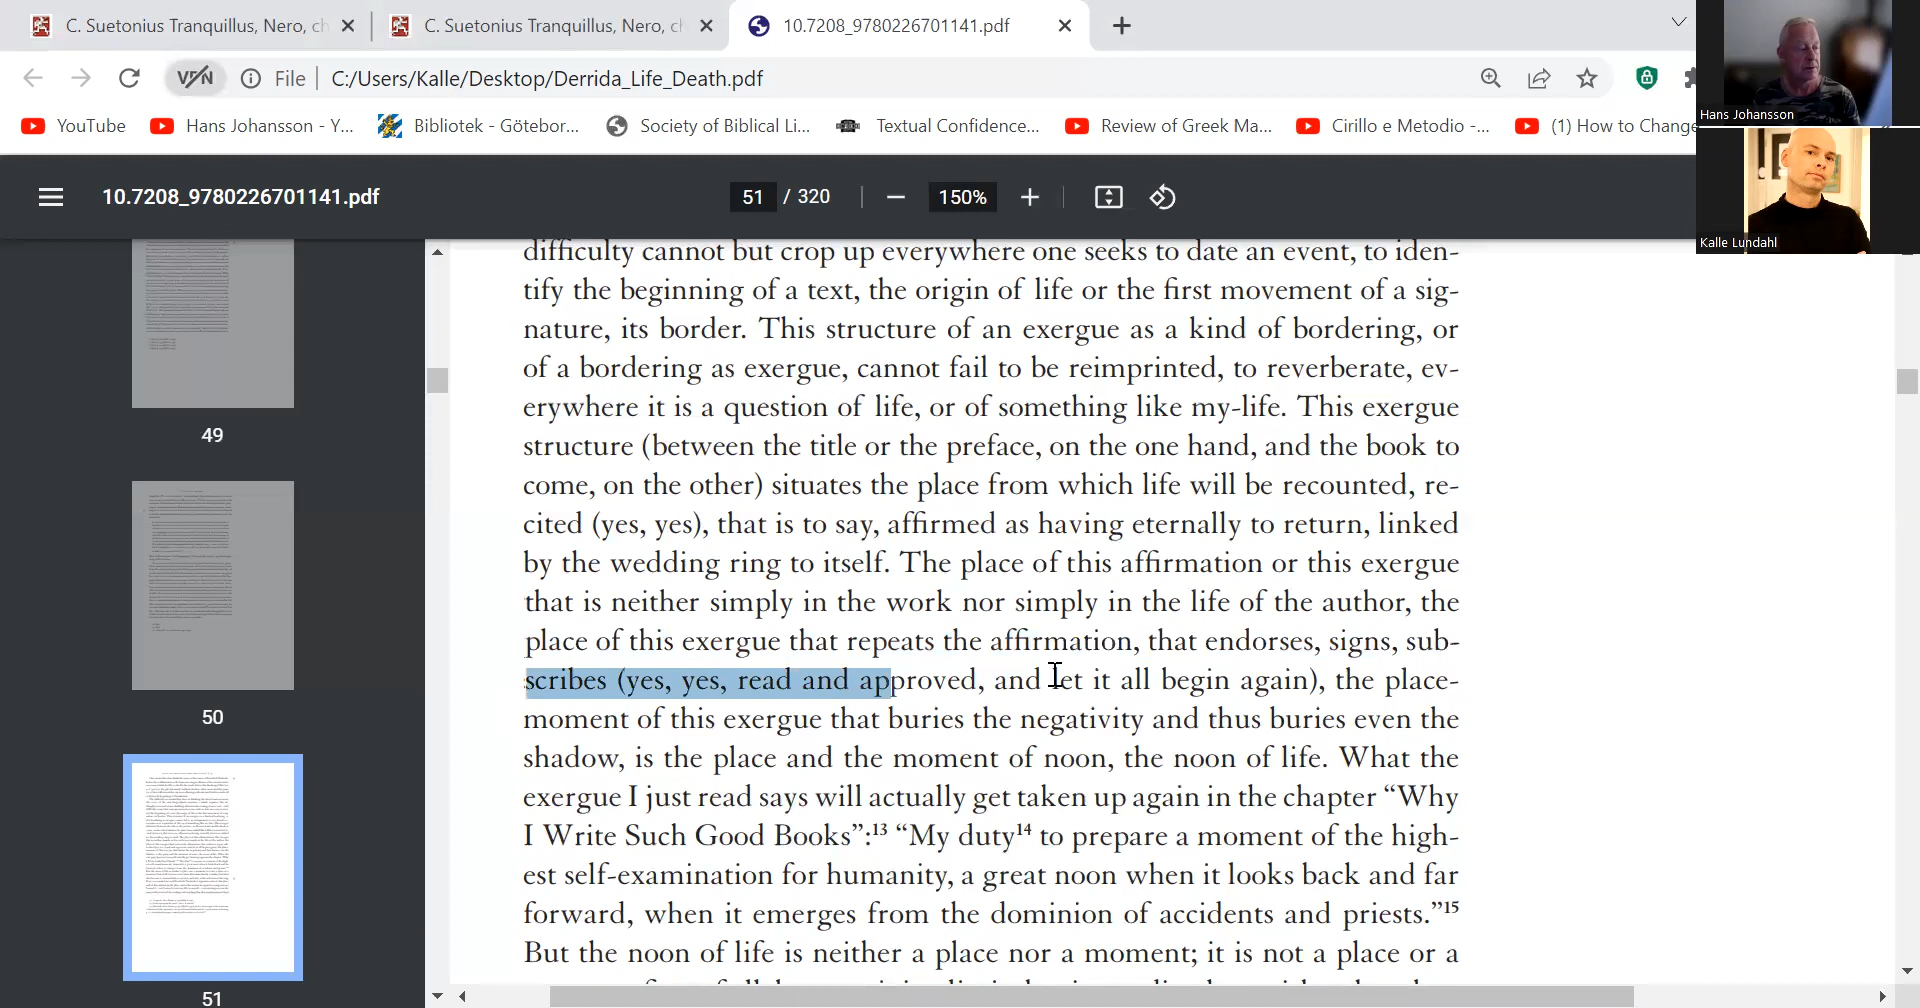 C. Suetonius Tranquillus, Nero, ch
C. Suetonius Tranquillus, Nero, ch
10.7208_9780226701141.pdf
VPN
File
C:/Users/Kalle/Desktop/Derrida_Life_Death.pdf
YouTube
Hans Johansson - Y...
Bibliotek - Götebor...
Society of Biblical Li...
Textual Confidence...
Review of Greek Ma...
Cirillo e Metodio -...
(1) How to Change
Hans Johansson
Kalle Lundahl
10.7208_9780226701141.pdf
51 / 320
150%
49
50
51
difficulty cannot but crop up everywhere one seeks to date an event, to iden-
tify the beginning of a text, the origin of life or the first movement of a sig-
nature, its border. This structure of an exergue as a kind of bordering, or
of a bordering as exergue, cannot fail to be reimprinted, to reverberate, ev-
erywhere it is a question of life, or of something like my-life. This exergue
structure (between the title or the preface, on the one hand, and the book to
come, on the other) situates the place from which life will be recounted, re-
cited (yes, yes), that is to say, affirmed as having eternally to return, linked
by the wedding ring to itself. The place of this affirmation or this exergue
that is neither simply in the work nor simply in the life of the author, the
place of this exergue that repeats the affirmation, that endorses, signs, sub-
scribes (yes, yes, read and approved, and let it all begin again), the place-
moment of this exergue that buries the negativity and thus buries even the
shadow, is the place and the moment of noon, the noon of life. What the
exergue I just read says will actually get taken up again in the chapter “Why
I Write Such Good Books”:13 “My duty14 to prepare a moment of the high-
est self-examination for humanity, a great noon when it looks back and far
forward, when it emerges from the dominion of accidents and priests.”15
But the noon of life is neither a place nor a moment; it is not a place or a